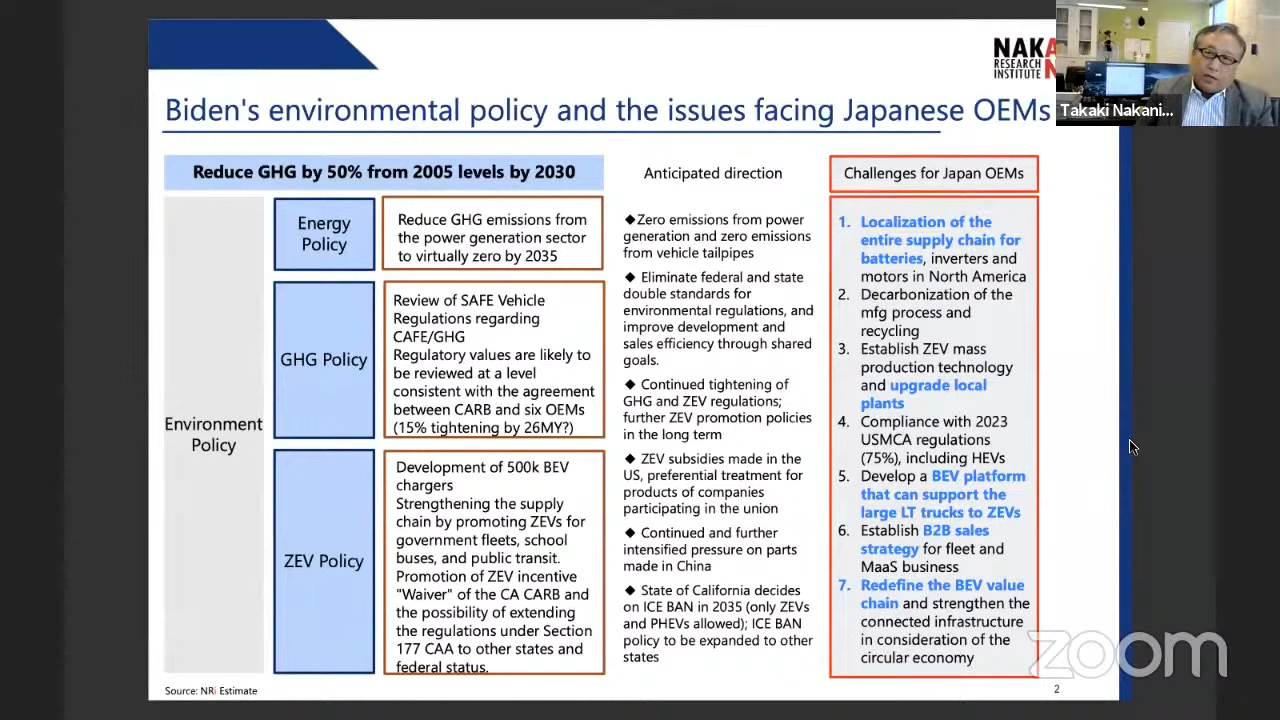 NAKA
RESEARCH
INSTITUTE N
Takaki Nakani...
Biden's environmental policy and the issues facing Japanese OEMs
Reduce GHG by 50% from 2005 levels by 2030
Environment
Policy
Energy
Policy
Reduce GHG emissions from
the power generation sector
to virtually zero by 2035
GHG Policy
Review of SAFE Vehicle
Regulations regarding
CAFE/GHG
Regulatory values are likely to
be reviewed at a level
consistent with the agreement
between CARB and six OEMs
(15% tightening by 26MY?)
ZEV Policy
Development of 500k BEV
chargers
Strengthening the supply
chain by promoting ZEVs for
government fleets, school
buses, and public transit.
Promotion of ZEV incentive
"Waiver" of the CA CARB and
the possibility of extending
the regulations under Section
177 CAA to other states and
federal status.
Anticipated direction
◆Zero emissions from power
generation and zero emissions
from vehicle tailpipes
◆ Eliminate federal and state
double standards for
environmental regulations, and
improve development and
sales efficiency through shared
goals.
◆ Continued tightening of
GHG and ZEV regulations;
further ZEV promotion policies
in the long term
◆ ZEV subsidies made in the
US, preferential treatment for
products of companies
participating in the union
◆ Continued and further
intensified pressure on parts
made in China
◆ State of California decides
on ICE BAN in 2035 (only ZEVs
and PHEVs allowed); ICE BAN
policy to be expanded to other
states
Challenges for Japan OEMs
1. Localization of the
entire supply chain for
batteries, inverters and
motors in North America
2. Decarbonization of the
mfg process and
recycling
3. Establish ZEV mass
production technology
and upgrade local
plants
4. Compliance with 2023
USMCA regulations
(75%), including HEVs
5. Develop a BEV platform
that can support the
large LT trucks to ZEVs
6. Establish B2B sales
strategy for fleet and
MaaS business
7. Redefine the BEV value
chain and strengthen the
connected infrastructure
in consideration of the
circular economy
Source: NRi Estimate
2
zoom